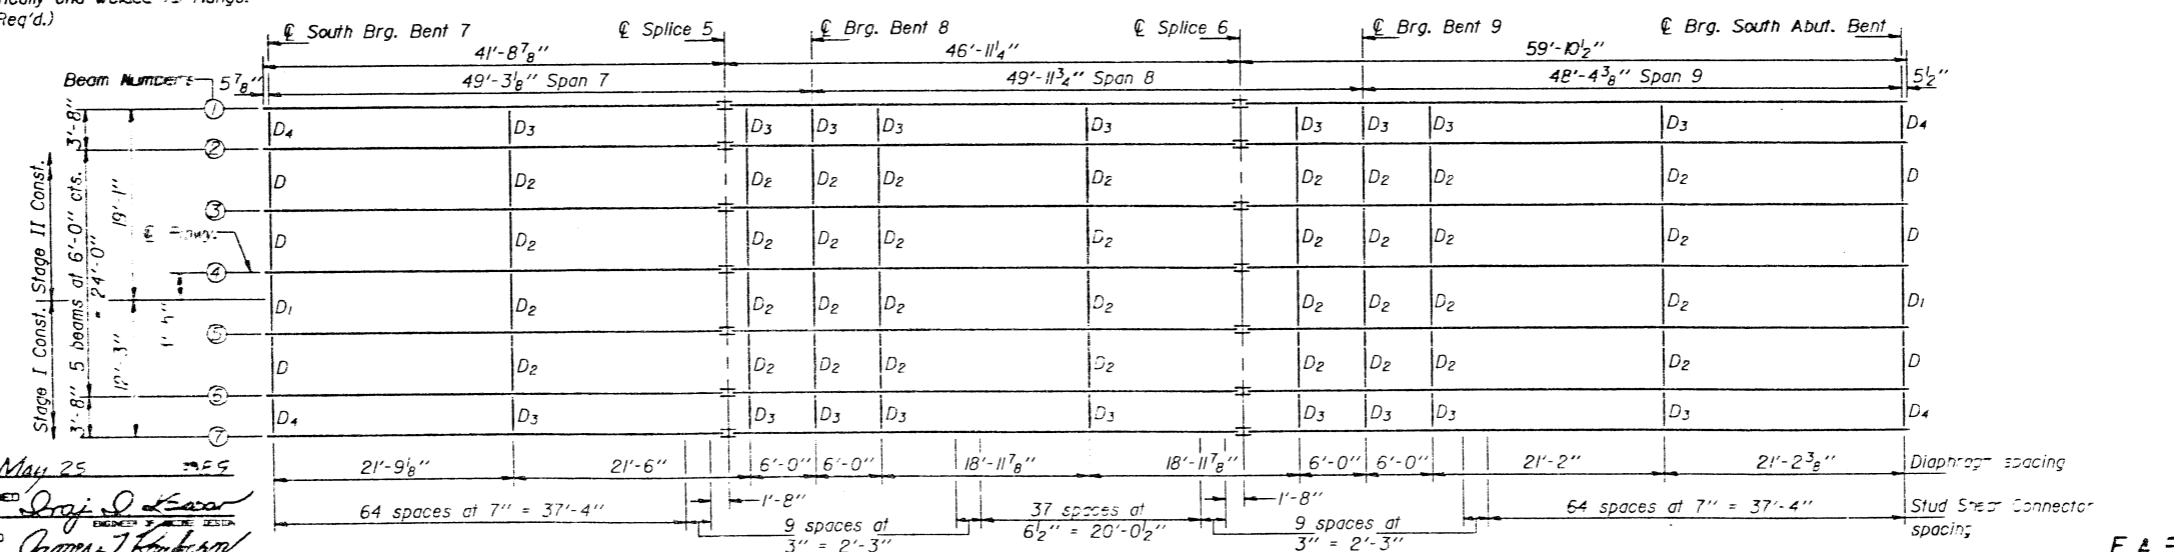 Req'd.)
℄ South Brg. Bent 7
℄ Splice 5
℄ Brg. Bent 8
℄ Splice 6
℄ Brg. Bent 9
℄ Brg. South Abut. Bent
41'-8⅞"
46'-11¼"
59'-10½"
Beam Numbers
5⅞"
49'-3⅛" Span 7
49'-11¾" Span 8
48'-4⅜" Span 9
5½"
1
D4 D3 D3 D3 D3 D3 D3 D3 D3 D3 D4
2
D D2 D2 D2 D2 D2 D2 D2 D2 D2 D
3
℄
D D2 D2 D2 D2 D2 D2 D2 D2 D2 D
4
D1 D2 D2 D2 D2 D2 D2 D2 D2 D2 D1
5
D D2 D2 D2 D2 D2 D2 D2 D2 D2 D
6
D4 D3 D3 D3 D3 D3 D3 D3 D3 D3 D4
7
Stage I Const.
Stage II Const.
3'-8"
5 beams at 6'-0" cts.
= 24'-0"
3'-8"
19'-1"
12'-3"
21'-9⅛"
21'-6"
6'-0"
6'-0"
18'-11⅞"
18'-11⅞"
6'-0"
6'-0"
21'-2"
21'-2⅜"
Diaphragm spacing
64 spaces at 7" = 37'-4"
1'-8"
9 spaces at
3" = 2'-3"
37 spaces at
6½" = 20'-0½"
1'-8"
9 spaces at
3" = 2'-3"
64 spaces at 7" = 37'-4"
Stud Shear Connector
spacing
May 25